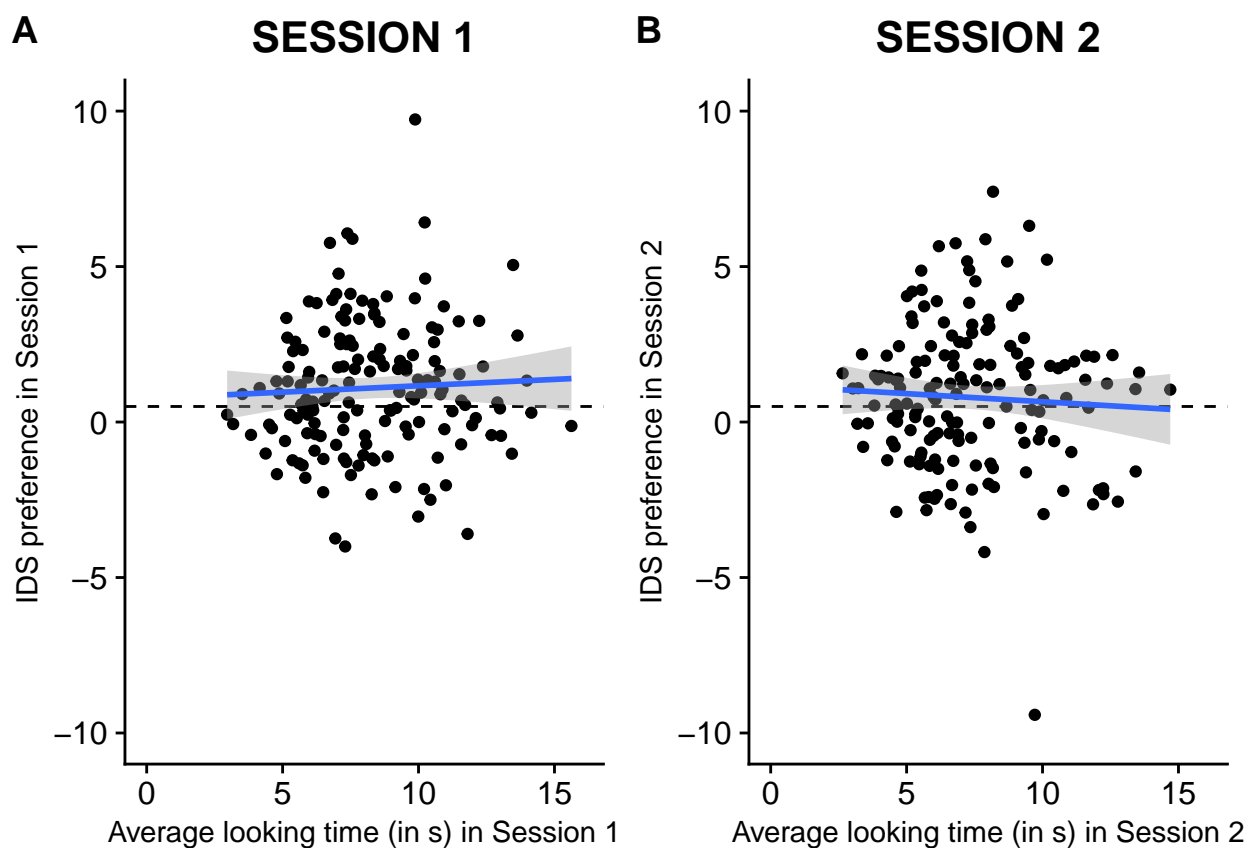 A
SESSION 1
10
5
0
−5
−10
IDS preference in Session 1
0 5 10 15
Average looking time (in s) in Session 1
B
SESSION 2
10
5
0
−5
−10
IDS preference in Session 2
0 5 10 15
Average looking time (in s) in Session 2